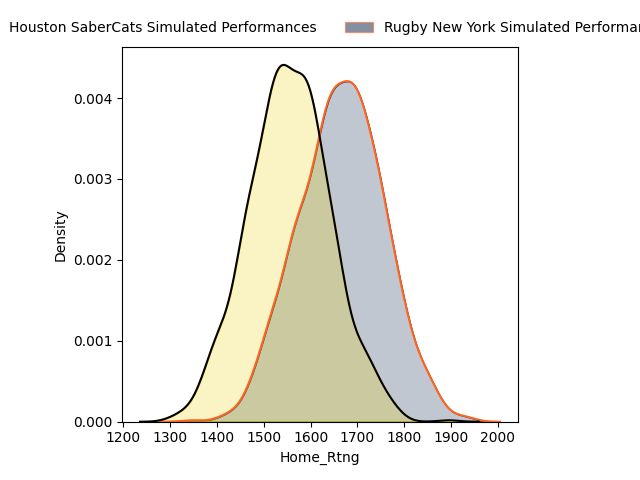 Houston SaberCats Simulated Performances Rugby New York Simulated
0.004
0.003
0.002
0.001
0.000
Density
1200 1300 1400 1500 1600 1700 1800 1900 2000
Home_Rtng